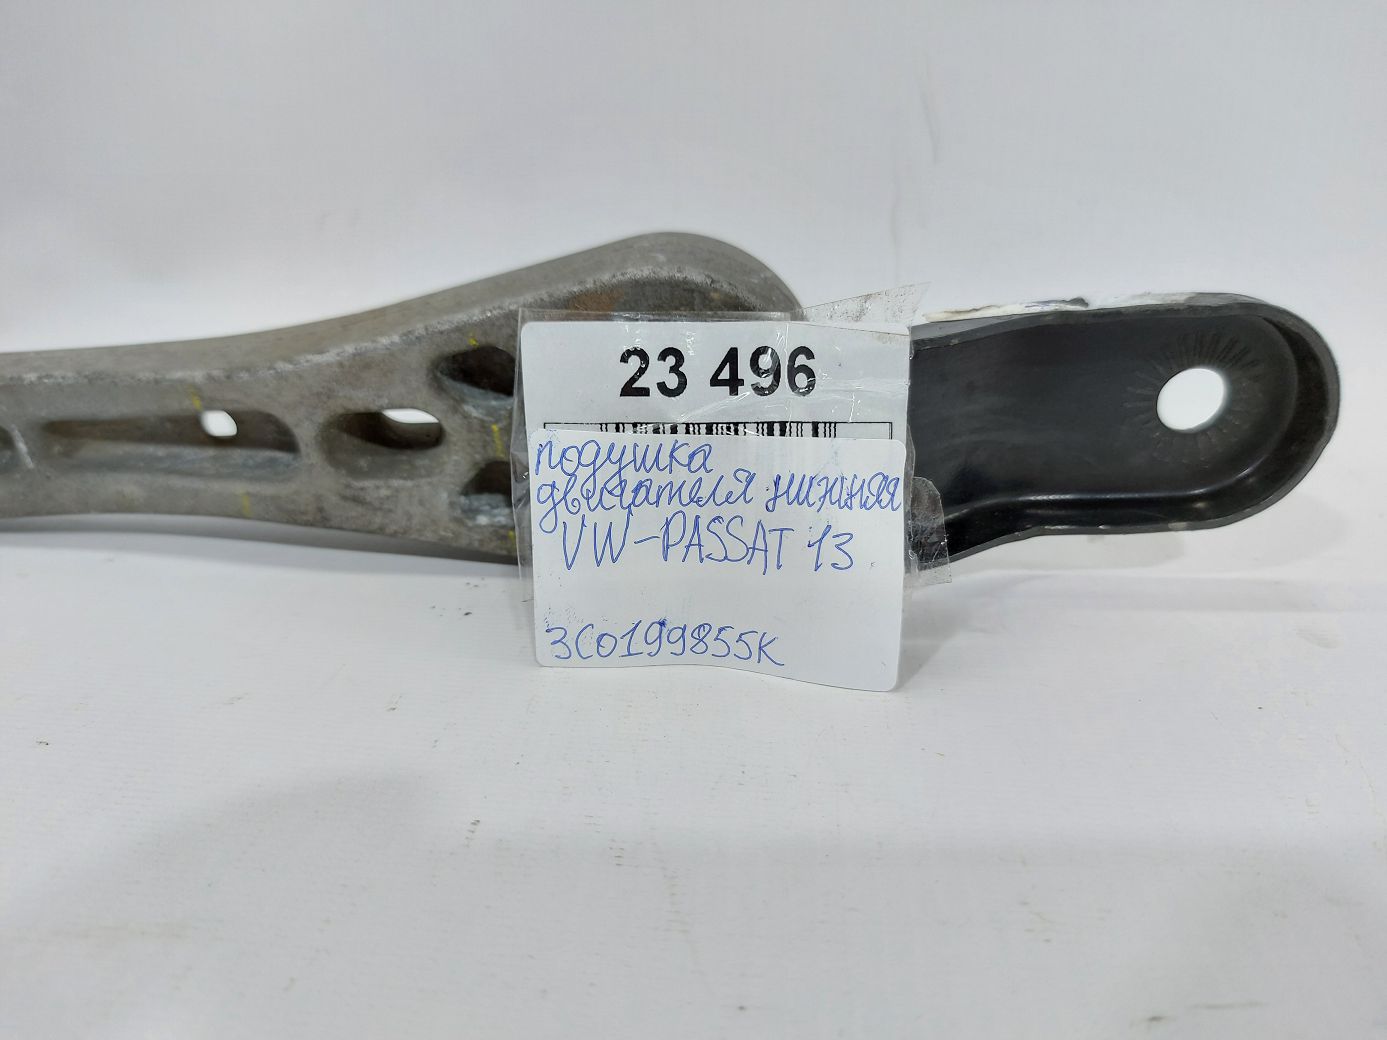 23 496
подушка
двигателя нижняя
VW-PASSAT 13
3C0199855K